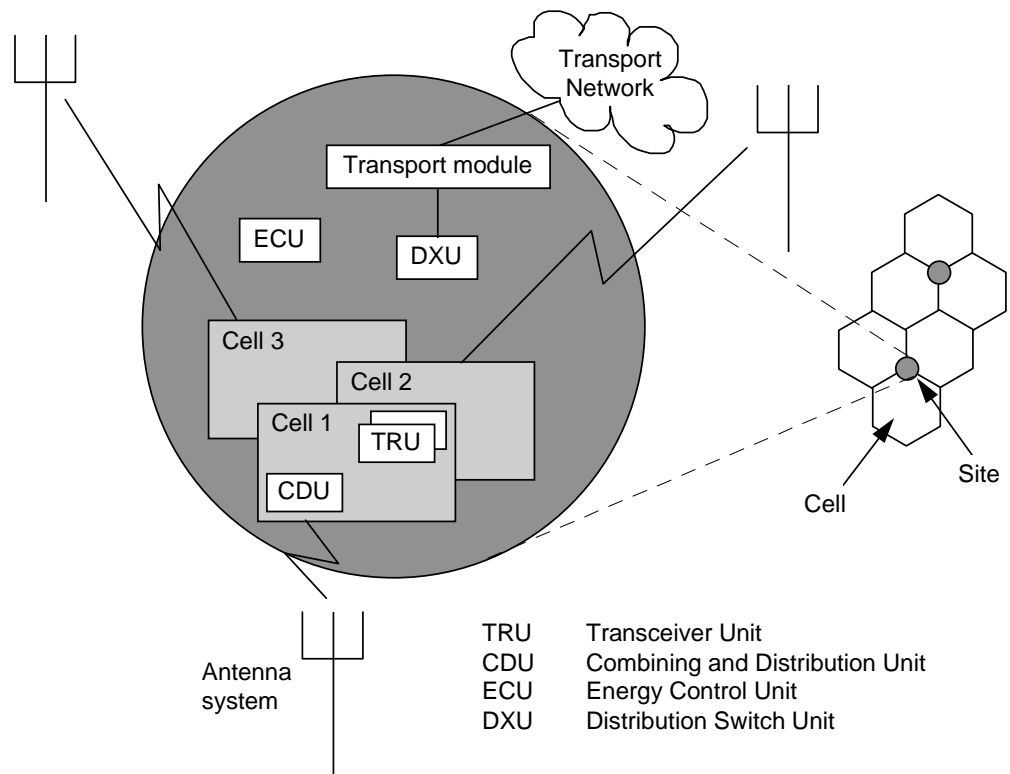 Transport
Network
Transport module
ECU
DXU
Cell 3
Cell 2
Cell 1
TRU
CDU
Site
Cell
Antenna
system
TRU Transceiver Unit
CDU Combining and Distribution Unit
ECU Energy Control Unit
DXU Distribution Switch Unit